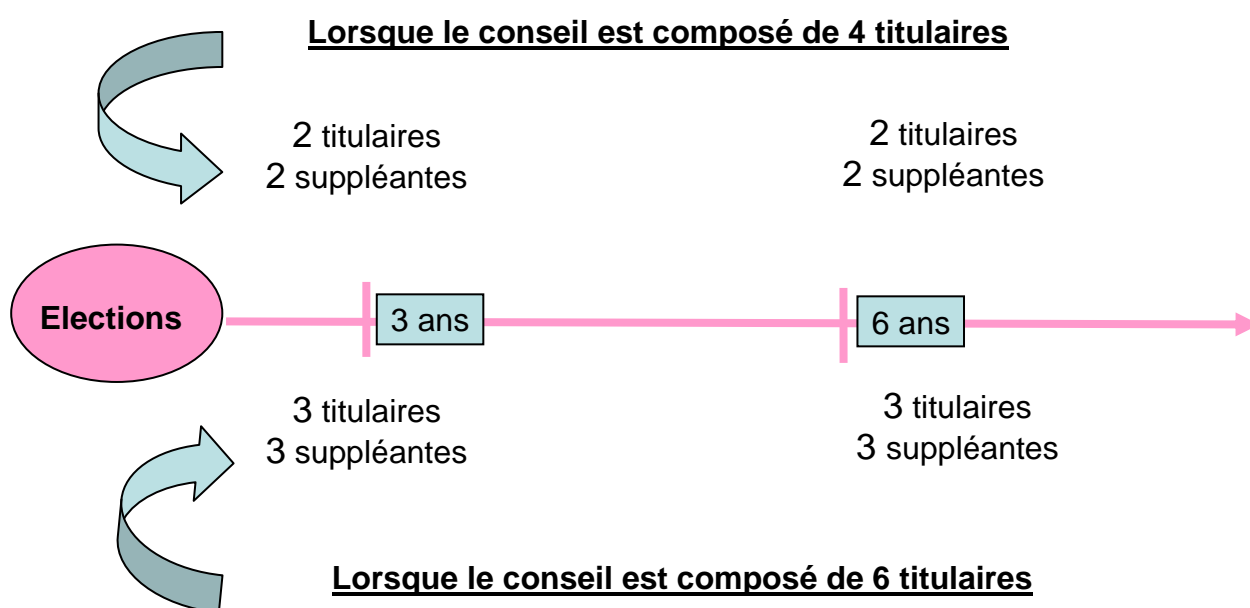 Lorsque le conseil est composé de 4 titulaires
2 titulaires
2 suppléantes
2 titulaires
2 suppléantes
Elections
3 ans
6 ans
3 titulaires
3 suppléantes
3 titulaires
3 suppléantes
Lorsque le conseil est composé de 6 titulaires